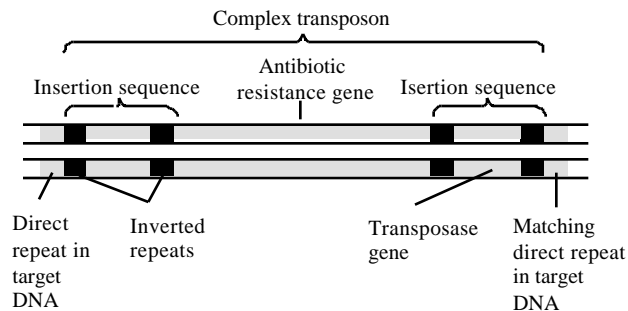 Complex transposon
Insertion sequence
Antibiotic
resistance gene
Isertion sequence
Direct
repeat in
target
DNA
Inverted
repeats
Transposase
gene
Matching
direct repeat
in target
DNA